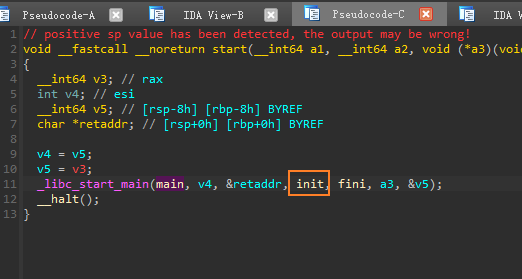 Pseudocode-A IDA View-B Pseudocode-C IDA V
1 // positive sp value has been detected, the output may be wrong!
2 void __fastcall __noreturn start(__int64 a1, __int64 a2, void (*a3)(voi
3 {
4 __int64 v3; // rax
5 int v4; // esi
6 __int64 v5; // [rsp-8h] [rbp-8h] BYREF
7 char *retaddr; // [rsp+0h] [rbp+0h] BYREF
8
9 v4 = v5;
10 v5 = v3;
11 _libc_start_main(main, v4, &retaddr, init, fini, a3, &v5);
12 __halt();
13 }